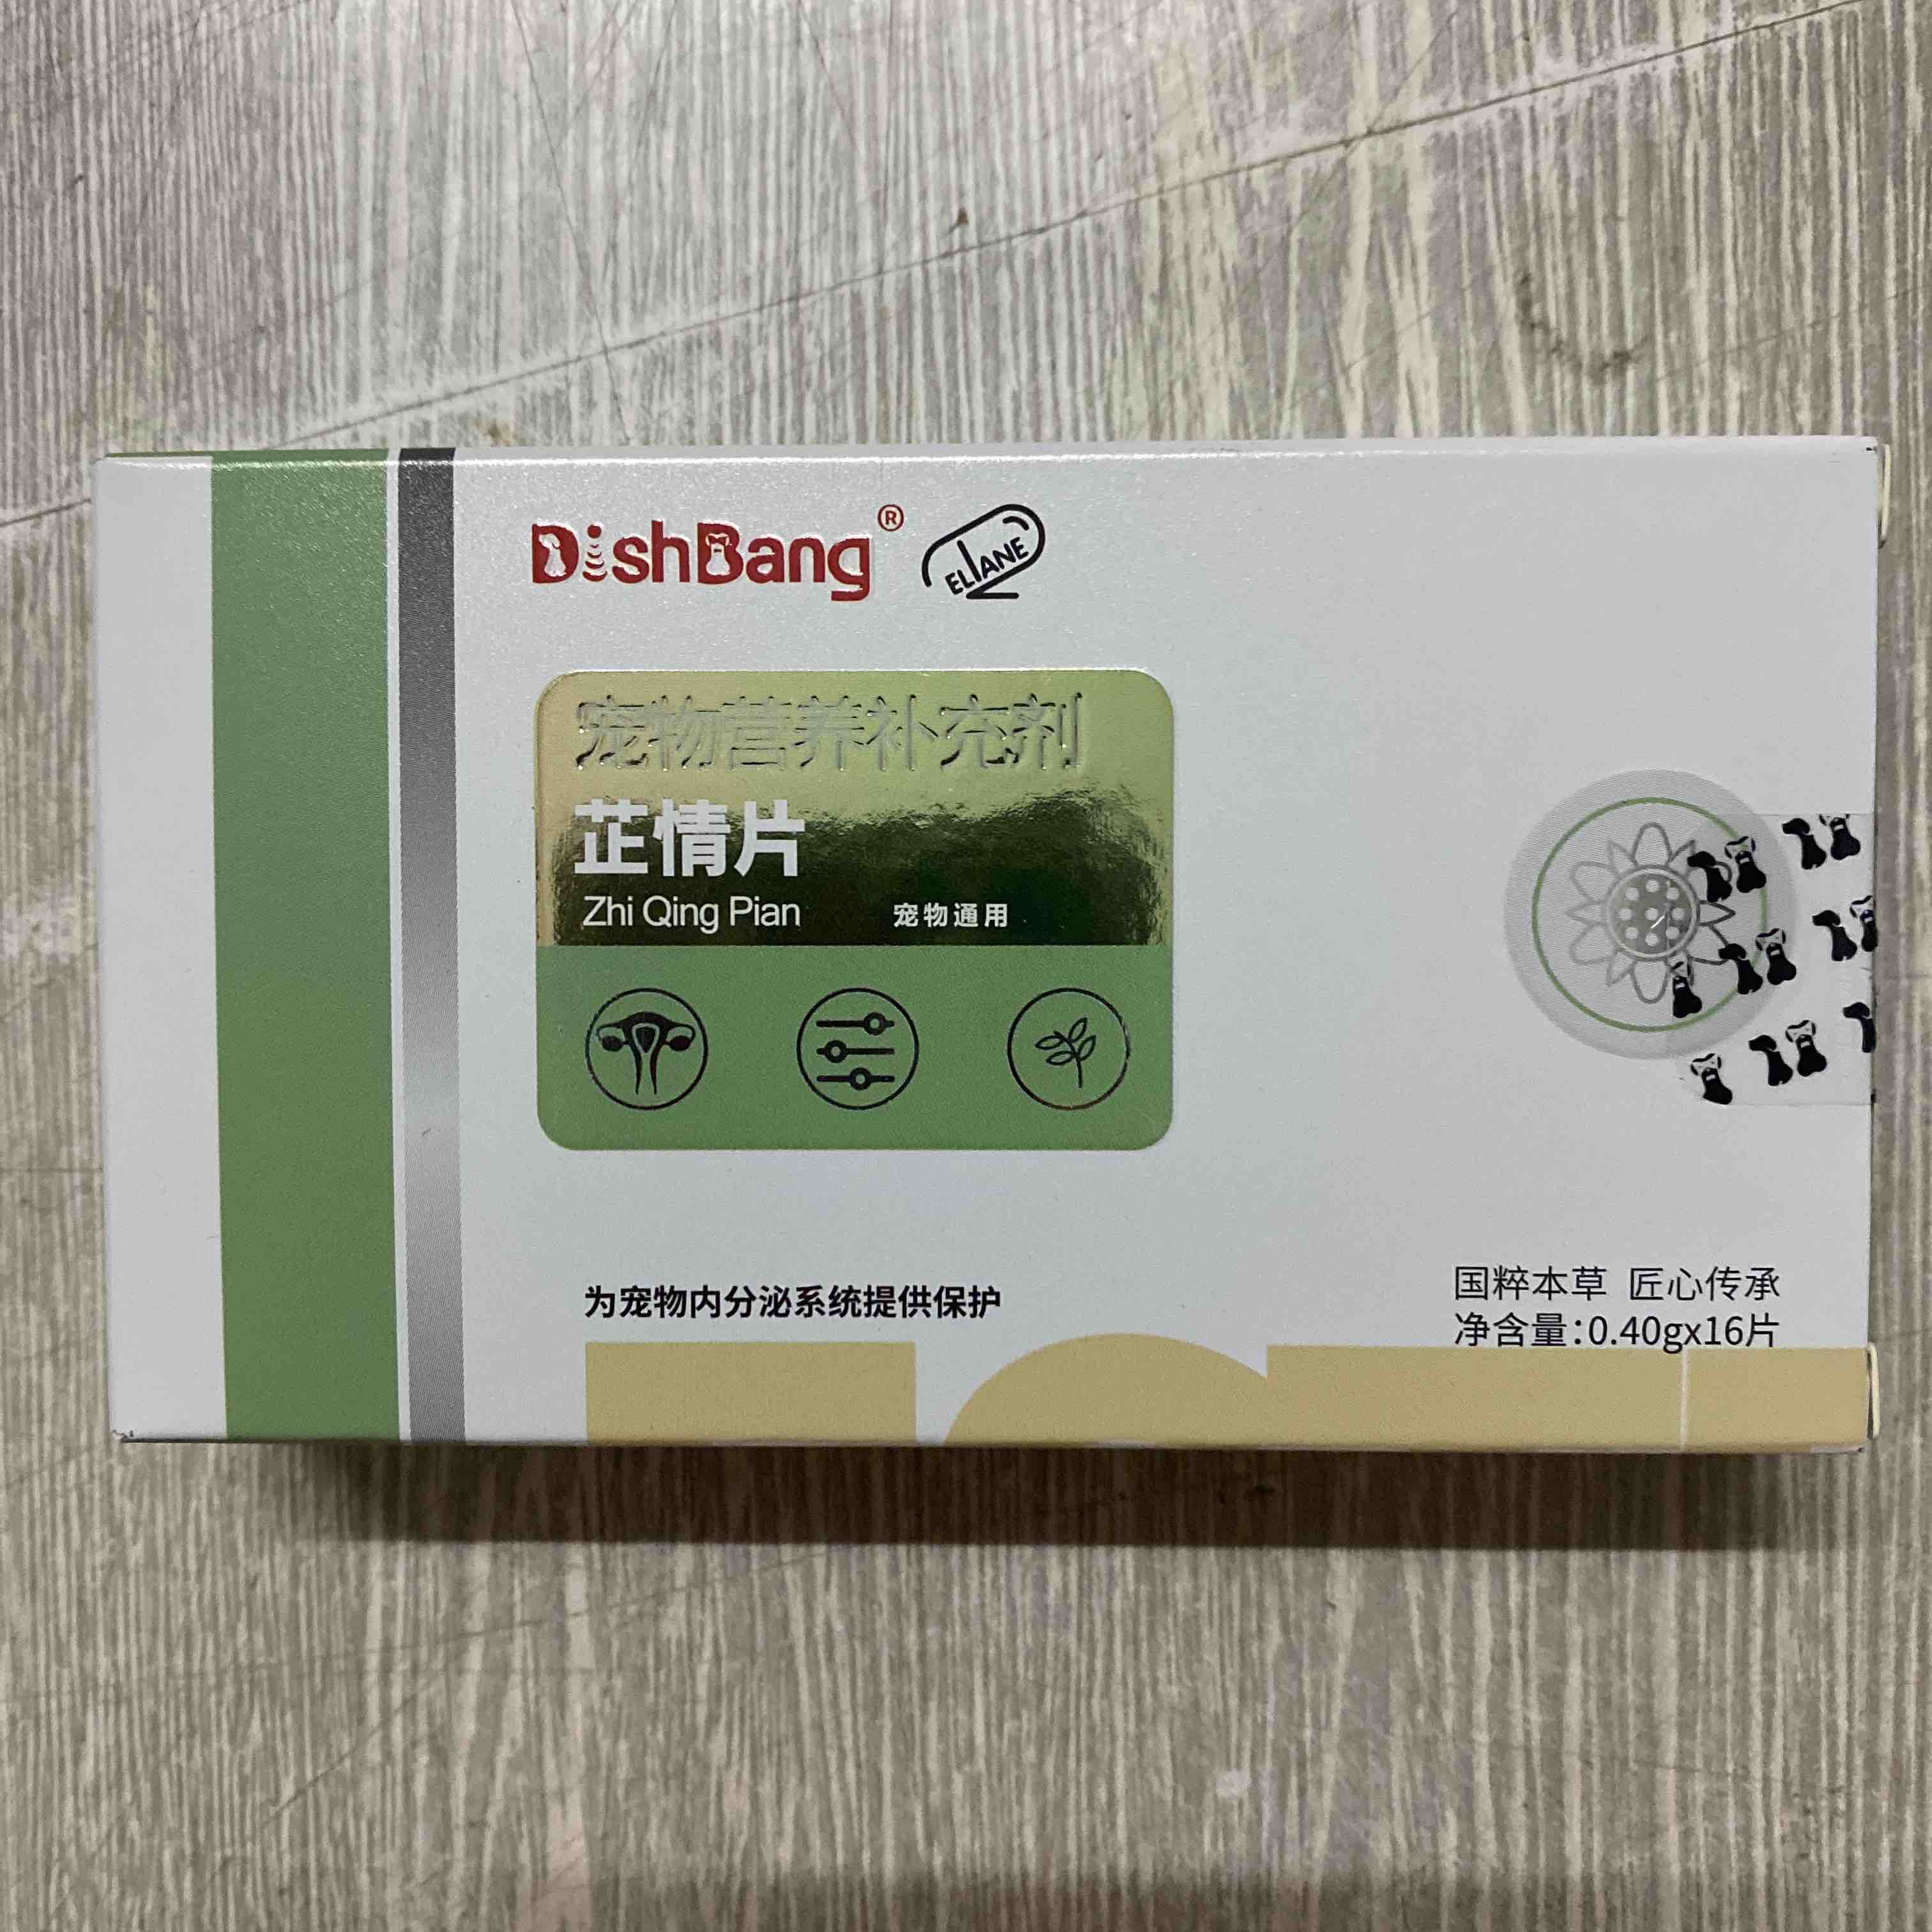 DishBang®
ELIANE
宠物营养补充剂
芷情片
Zhi Qing Pian
宠物通用
为宠物内分泌系统提供保护
国粹本草 匠心传承
净含量:0.40gx16片